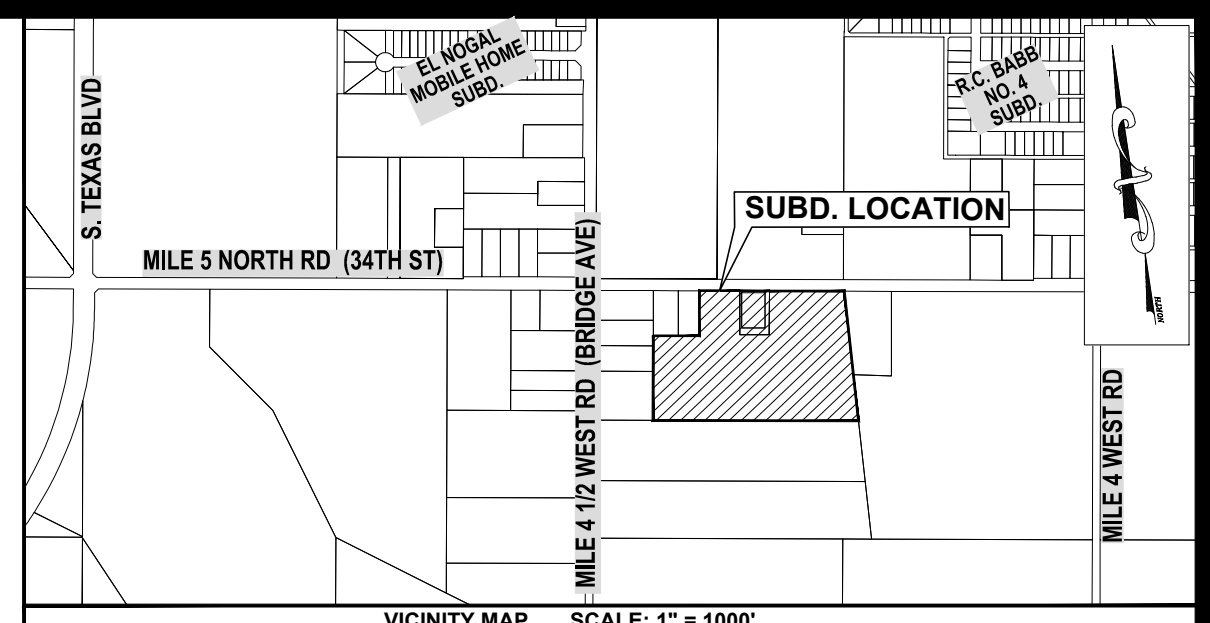 EL NOGAL
MOBILE HOME
SUBD.
R.C. BABB
NO. 4
SUBD.
S. TEXAS BLVD
SUBD. LOCATION
MILE 5 NORTH RD (34TH ST)
MILE 4 1/2 WEST RD (BRIDGE AVE)
NORTH
MILE 4 WEST RD
VICINITY MAP SCALE: 1" = 1000'